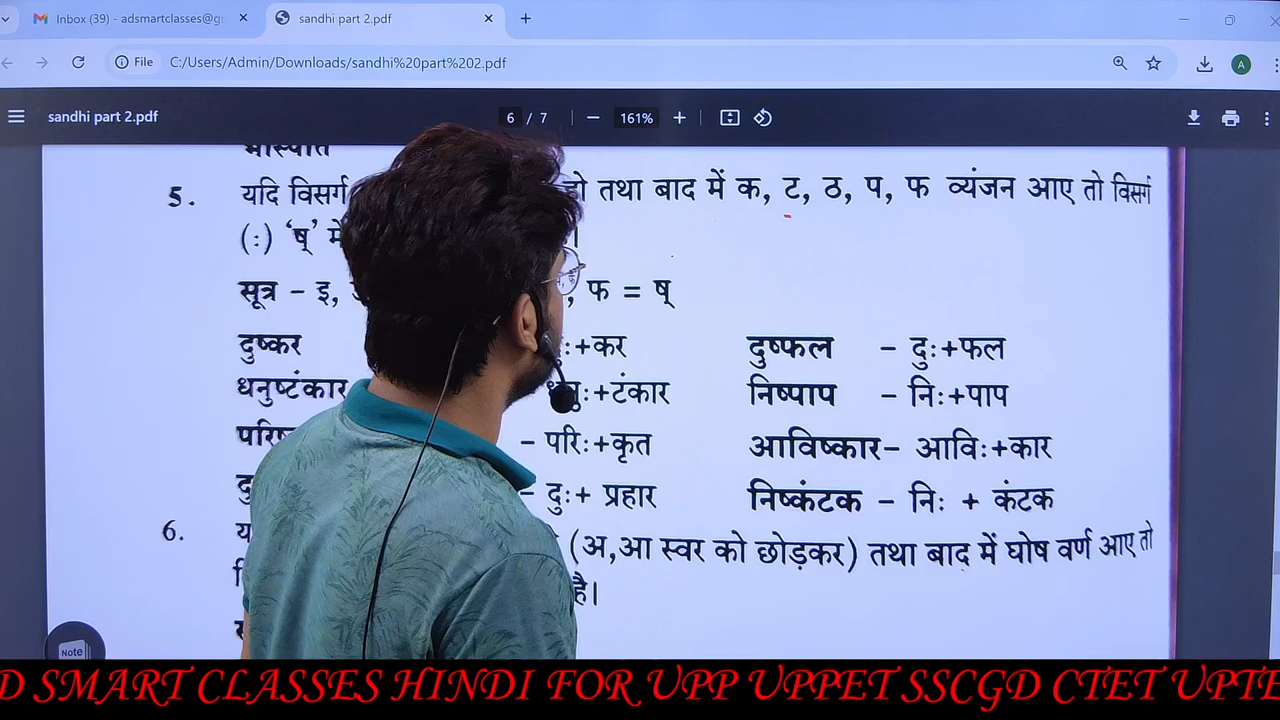 Inbox (39) - adsmartclasses@g
sandhi part 2.pdf
File
C:/Users/Admin/Downloads/sandhi%20part%202.pdf
A
sandhi part 2.pdf
6 / 7
161%
5. यदि विसर्ग हो तथा बाद में क, ट, ठ, प, फ व्यंजन आए तो विसर्ग
(ः) 'ष्' में ।
सूत्र - इ, , फ = ष्
दुष्कर ः+कर दुष्फल - दुः+फल
धनुष्टंकार धनुः+टंकार निष्पाप - निः+पाप
- परिः+कृत आविष्कार- आविः+कार
- दुः+ प्रहार निष्कंटक - निः + कंटक
6. (अ,आ स्वर को छोड़कर) तथा बाद में घोष वर्ण आए तो
है।
Note
D SMART CLASSES HINDI FOR UPP UPPET SSCGD CTET UPTE